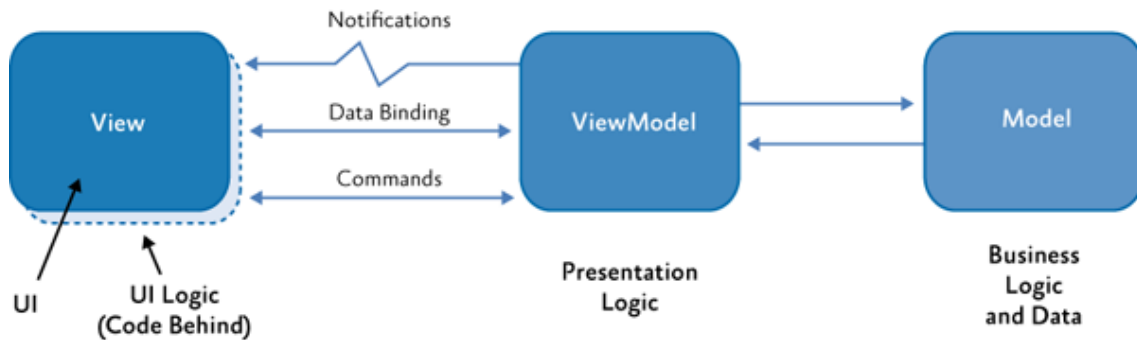 Notifications
View
Data Binding
ViewModel
Model
Commands
UI
UI Logic
(Code Behind)
Presentation
Logic
Business
Logic
and Data